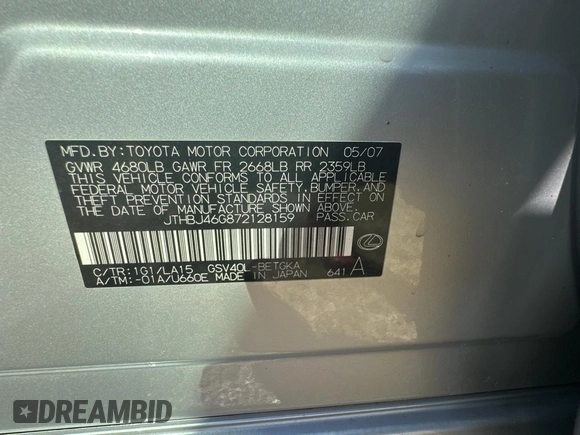 MFD.BY:TOYOTA MOTOR CORPORATION 05/07
GVWR 4680LB GAWR FR 2668LB RR 2359LB
THIS VEHICLE CONFORMS TO ALL APPLICABLE
FEDERAL MOTOR VEHICLE SAFETY,BUMPER,AND
THEFT PREVENTION STANDARDS IN EFFECT ON
THE DATE OF MANUFACTURE SHOWN ABOVE.
JTHBJ46G872128159 PASS.CAR
C/TR:1G1/LA15 GSV40L-BETGKA
A/TM:-01A/U660E MADE IN JAPAN 641 A
DREAMBID